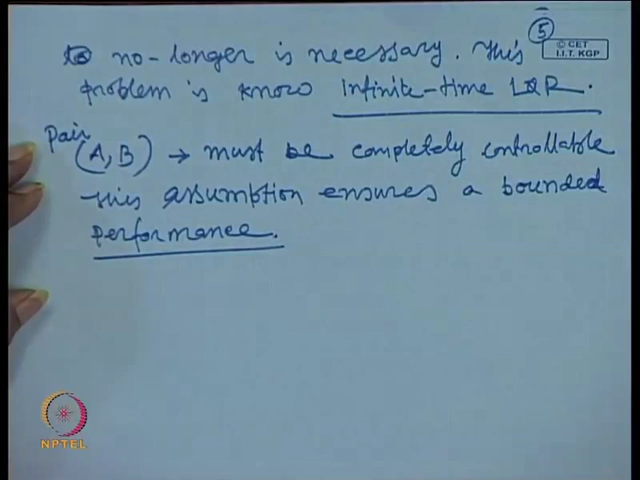 5
© CET
I.I.T. KGP
no-longer is necessary. This
problem is know infinite-time LQR.
Pair
(A, B) → must be completely controllable
this assumption ensures a bounded
performance.
NPTEL